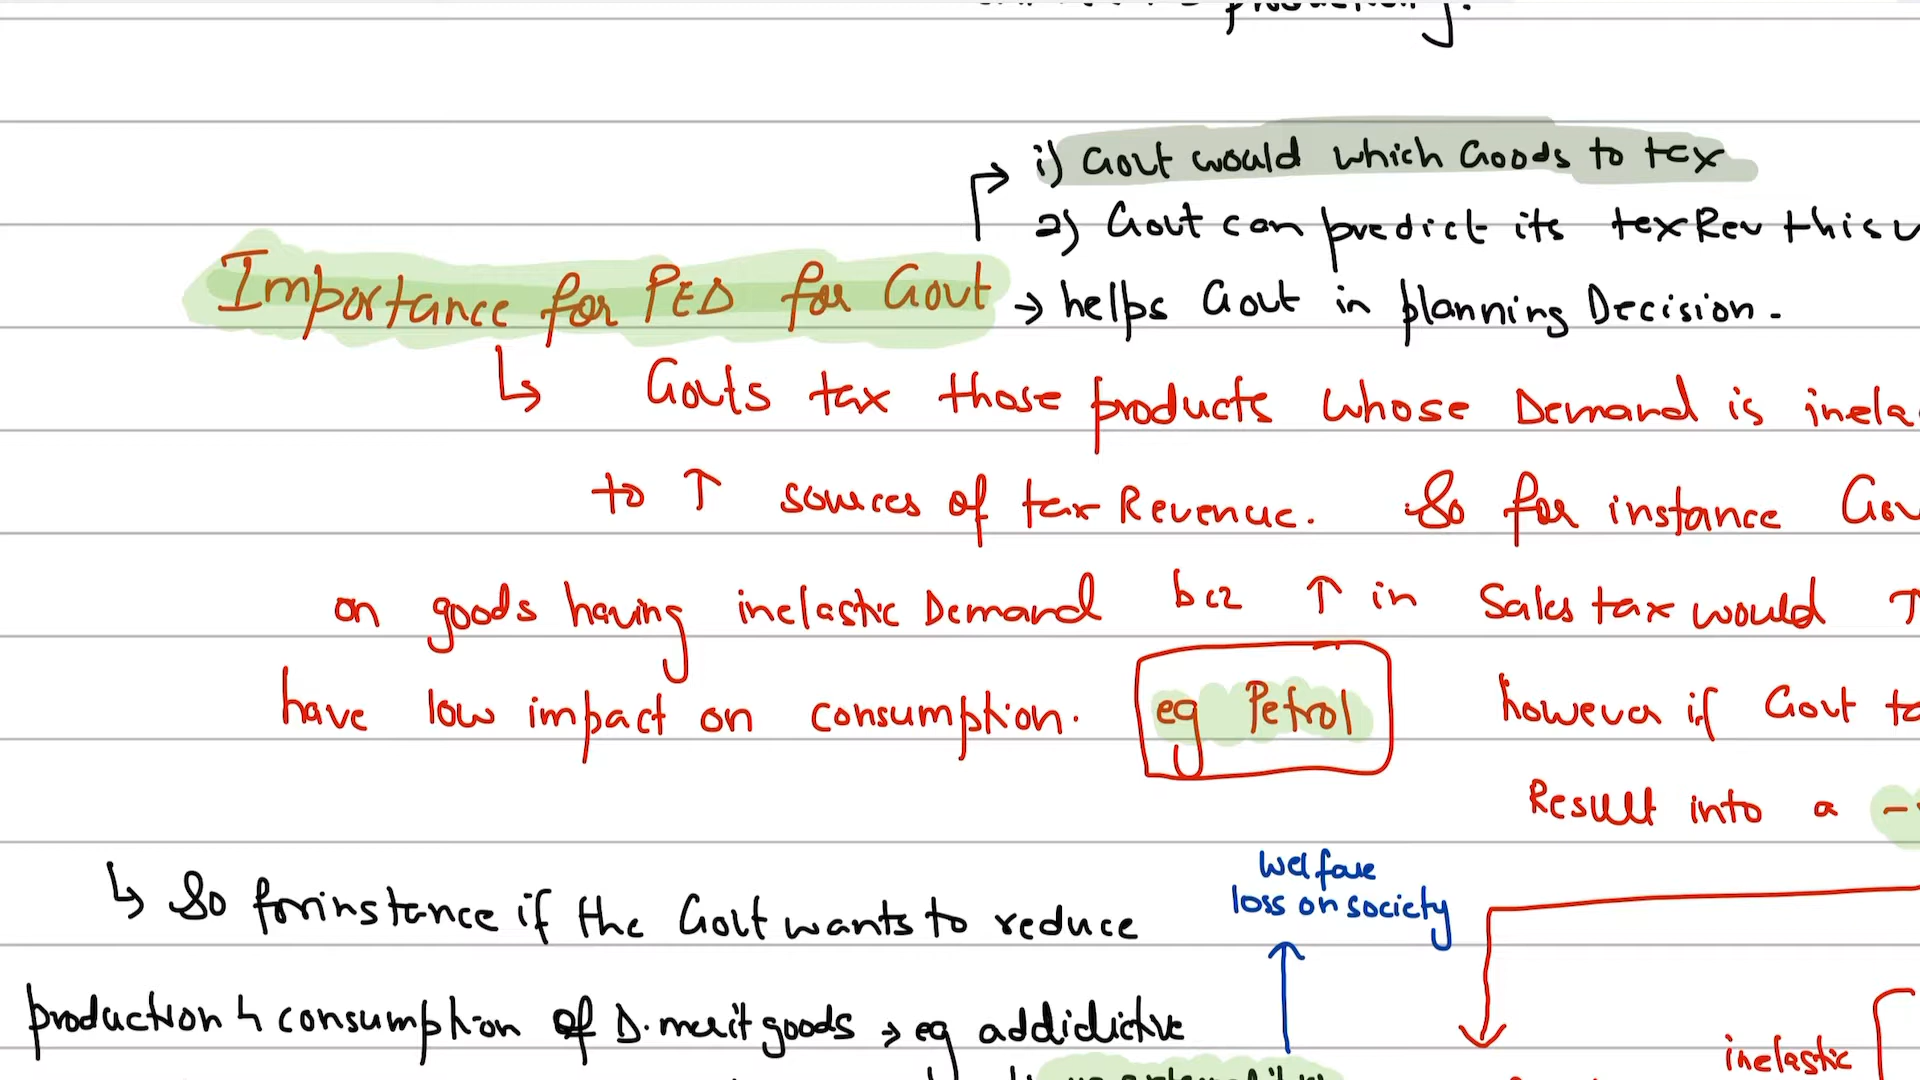 i) Govt would which Goods to tax
2) Govt can predict its tax Rev this
Importance for PED for Govt → helps Govt in planning Decision.
↳ Govts tax those products whose Demand is inela
to ↑ sources of tax Revenue. So for instance Gov
on goods having inelastic Demand bcz ↑ in Sales tax would ↑
have low impact on consumption. eg Petrol however if Govt ta
Result into a -
welfare
loss on society
↳ So forinstance if the Govt wants to reduce
production & consumption of D.merit goods → eg addidictive
inelastic